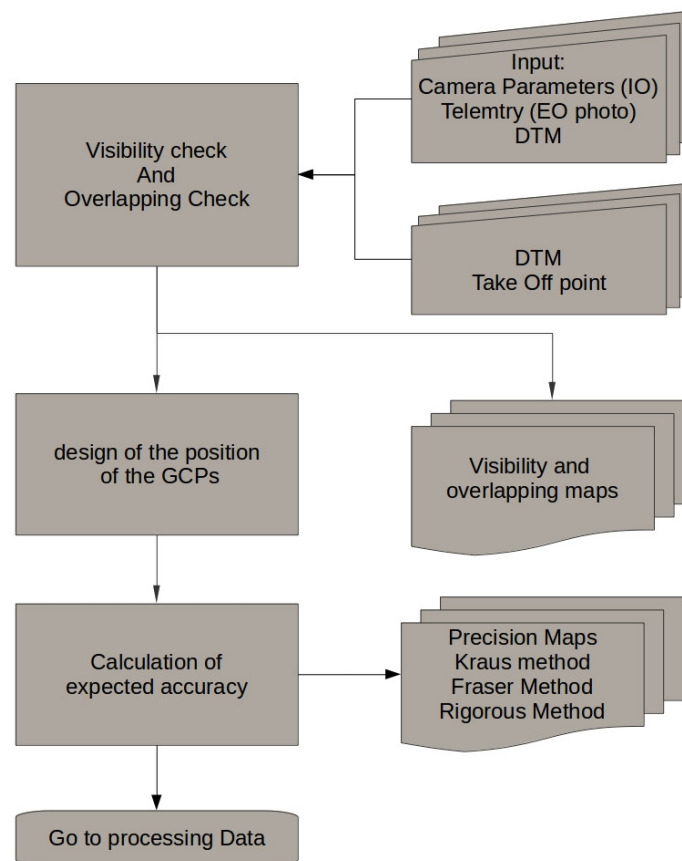 Input:
Camera Parameters (IO)
Telemtry (EO photo)
DTM
Visibility check
And
Overlapping Check
DTM
Take Off point
design of the position
of the GCPs
Visibility and
overlapping maps
Calculation of
expected accuracy
Precision Maps
Kraus method
Fraser Method
Rigorous Method
Go to processing Data